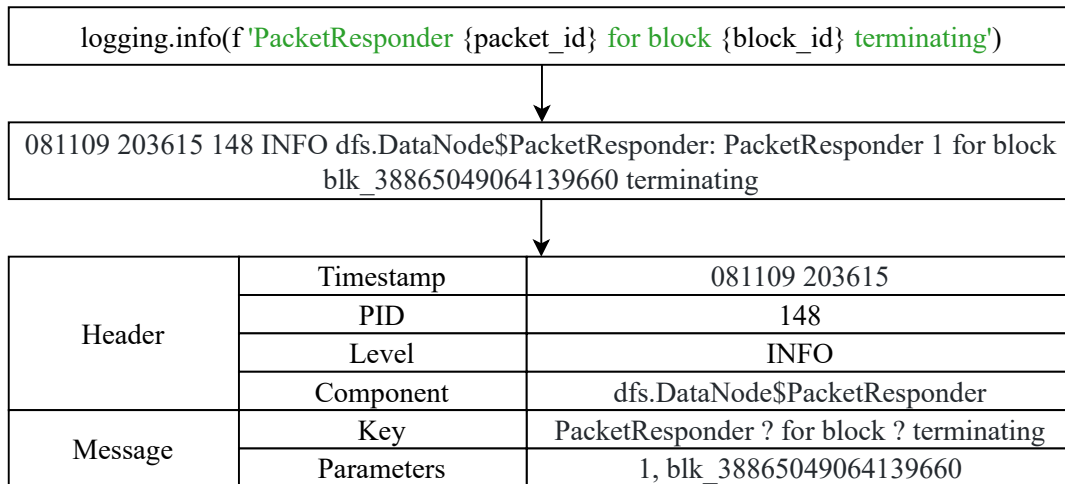 logging.info(f 'PacketResponder {packet_id} for block {block_id} terminating')
081109 203615 148 INFO dfs.DataNode$PacketResponder: PacketResponder 1 for block
blk_38865049064139660 terminating
Header
Timestamp
081109 203615
PID
148
Level
INFO
Component
dfs.DataNode$PacketResponder
Message
Key
PacketResponder ? for block ? terminating
Parameters
1, blk_38865049064139660